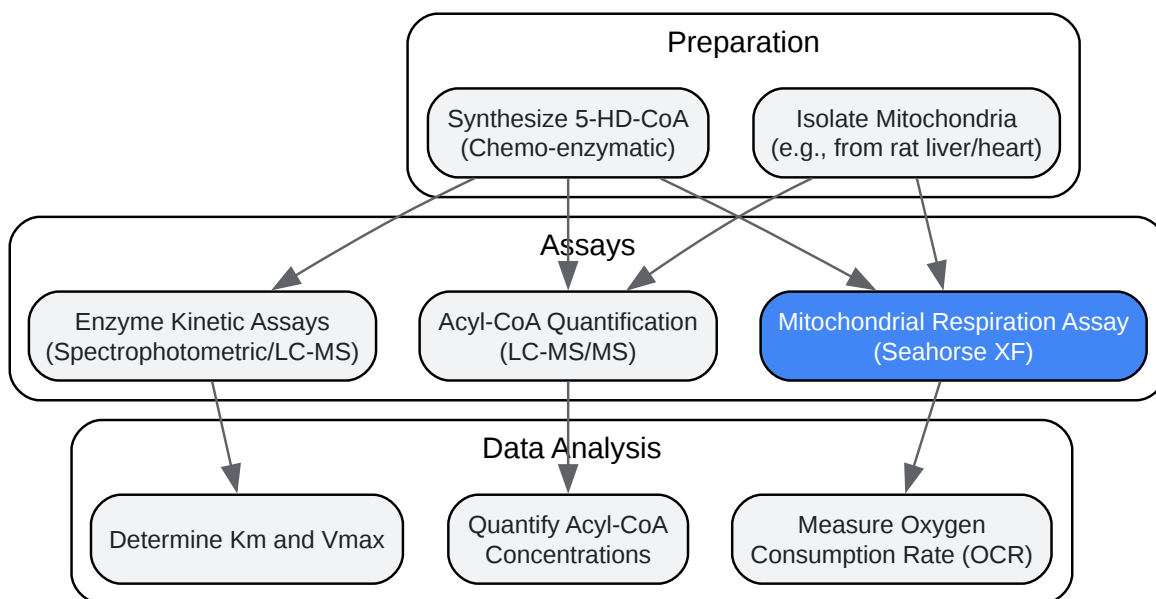 Preparation
Synthesize 5-HD-CoA
(Chemo-enzymatic)
Isolate Mitochondria
(e.g., from rat liver/heart)
Assays
Enzyme Kinetic Assays
(Spectrophotometric/LC-MS)
Acyl-CoA Quantification
(LC-MS/MS)
Mitochondrial Respiration Assay
(Seahorse XF)
Data Analysis
Determine Km and Vmax
Quantify Acyl-CoA
Concentrations
Measure Oxygen
Consumption Rate (OCR)